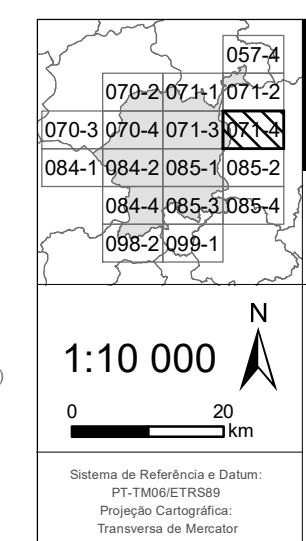 057-4
070-2 071-1 071-2
070-3 070-4 071-3 071-4
084-1 084-2 085-1 085-2
084-4 085-3 085-4
098-2 099-1
N
1:10 000
0 20
km
Sistema de Referência e Datum:
PT-TM06/ETRS89
Projeção Cartográfica:
Transversa de Mercator
)